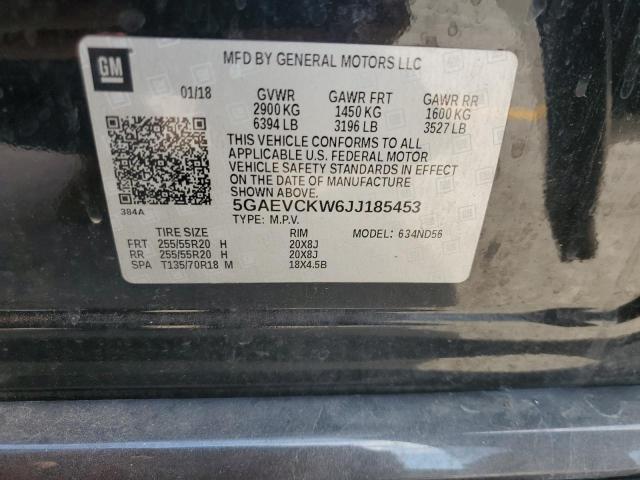 GM
MFD BY GENERAL MOTORS LLC
01/18 GVWR GAWR FRT GAWR RR
2900 KG 1450 KG 1600 KG
6394 LB 3196 LB 3527 LB
THIS VEHICLE CONFORMS TO ALL
APPLICABLE U.S. FEDERAL MOTOR
VEHICLE SAFETY STANDARDS IN EFFECT
ON THE DATE OF MANUFACTURE
SHOWN ABOVE.
384A 5GAEVCKW6JJ185453
TYPE: M.P.V.
TIRE SIZE RIM MODEL: 634ND56
FRT 255/55R20 H 20X8J
RR 255/55R20 H 20X8J
SPA T135/70R18 M 18X4.5B